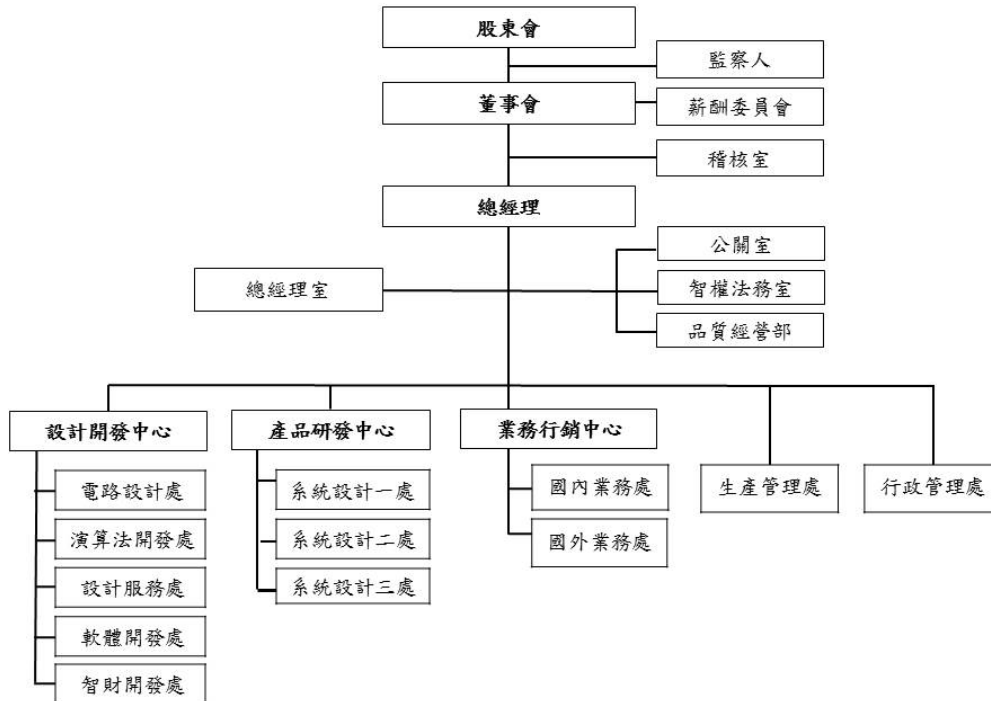 股東會
監察人
董事會
薪酬委員會
稽核室
總經理
公關室
總經理室
智權法務室
品質經營部
設計開發中心
產品研發中心
業務行銷中心
電路設計處
系統設計一處
國內業務處
生產管理處
行政管理處
演算法開發處
系統設計二處
國外業務處
設計服務處
系統設計三處
軟體開發處
智財開發處